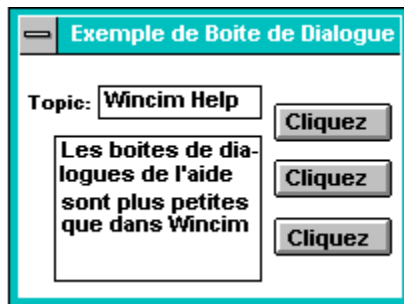 Exemple de Boite de Dialogue
Topic: Wincim Help
Cliquez
Les boites de dia-
logues de l'aide
sont plus petites
que dans Wincim
Cliquez
Cliquez